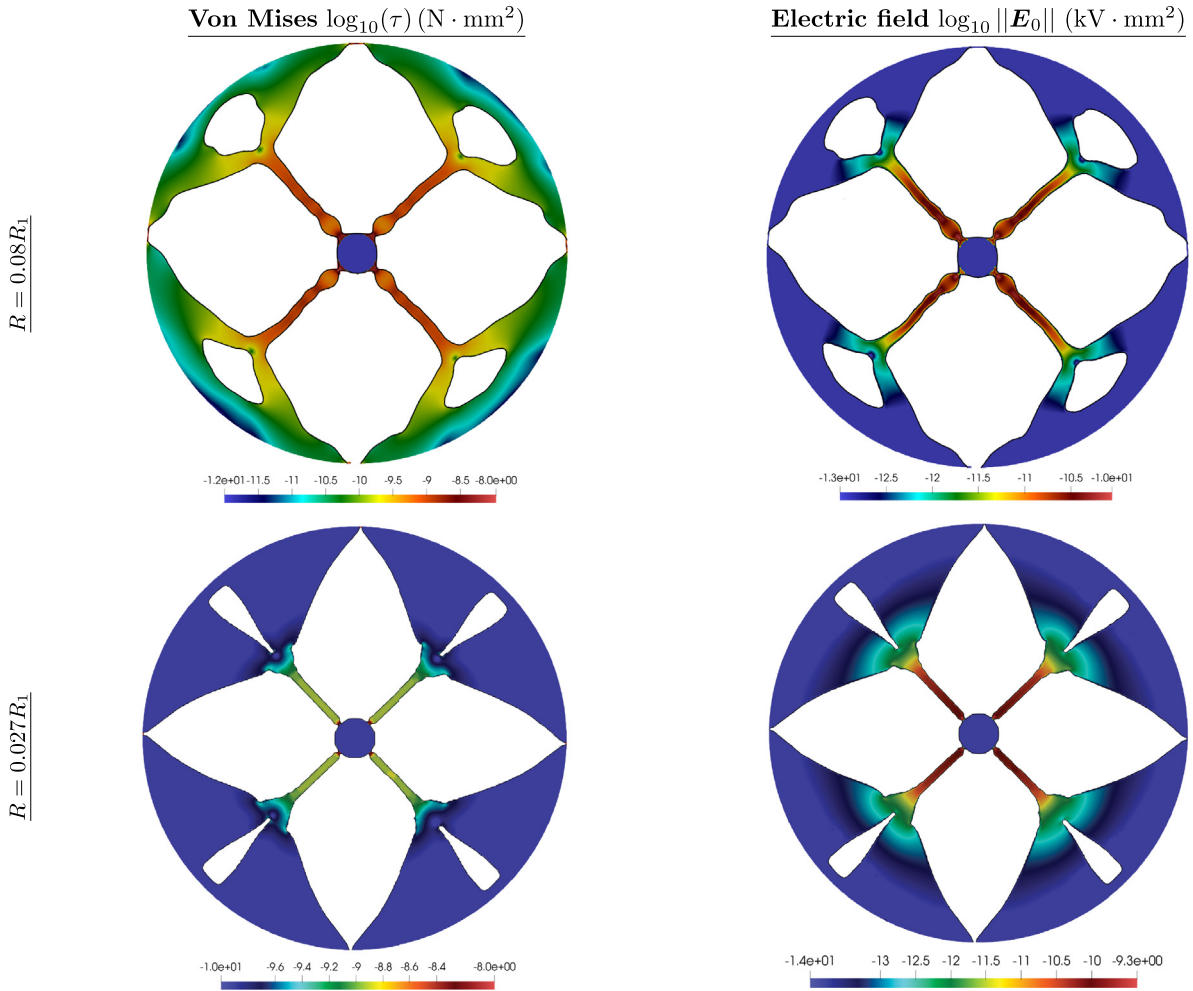 Von Mises log₁₀(τ) (N · mm²)
Electric field log₁₀ ||E₀|| (kV · mm²)
R = 0.08R₁
-1.2e+01 -11.5 -11 -10.5 -10 -9.5 -9 -8.5 -8.0e+00
-1.3e+01 -12.5 -12 -11.5 -11 -10.5 -1.0e+01
R = 0.027R₁
-1.0e+01 -9.6 -9.4 -9.2 -9 -8.8 -8.6 -8.4 -8.0e+00
-1.4e+01 -13 -12.5 -12 -11.5 -11 -10.5 -10 -9.3e+00